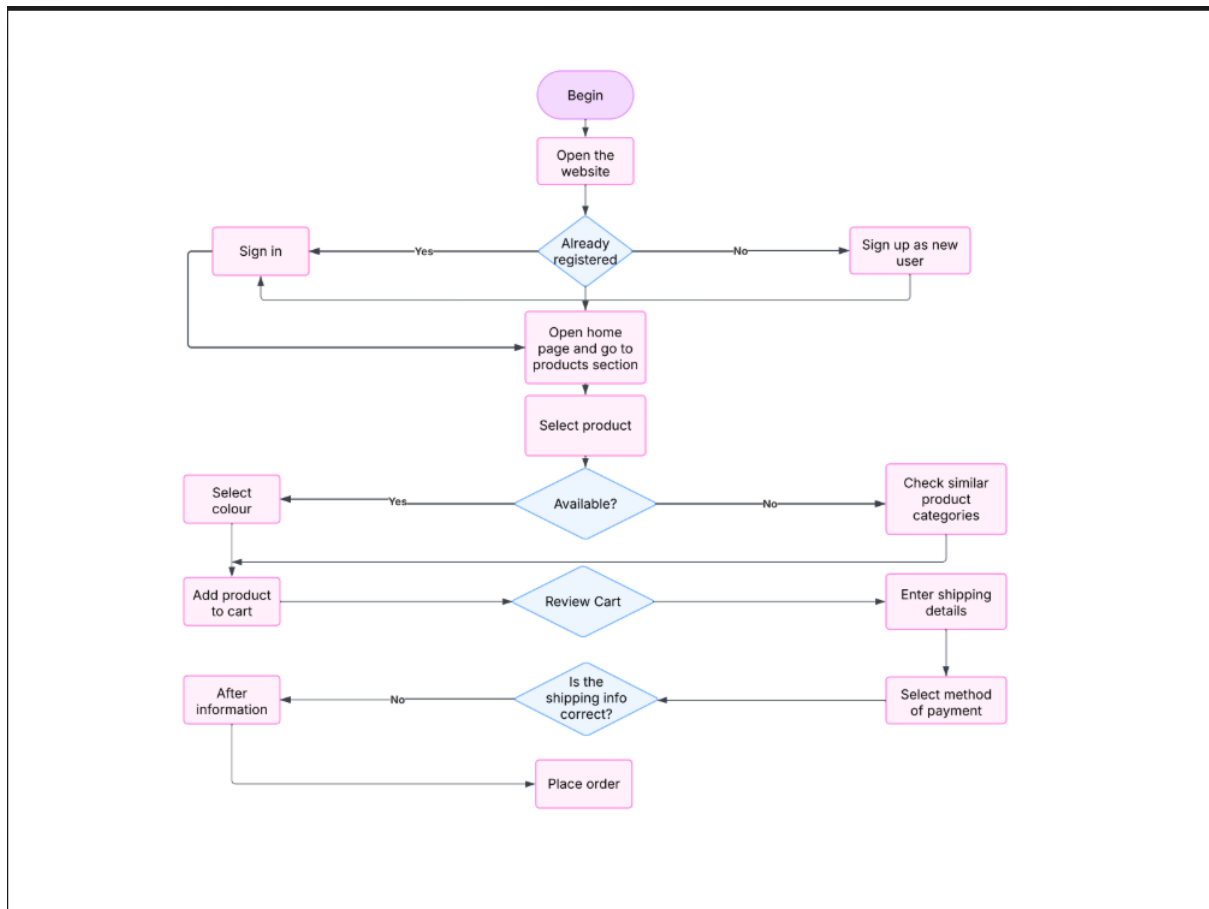 Begin
Open the
website
Already
registered
Yes
No
Sign in
Sign up as new
user
Open home
page and go to
products section
Select product
Available?
Yes
No
Select
colour
Check similar
product
categories
Add product
to cart
Review Cart
Enter shipping
details
After
information
No
Is the
shipping info
correct?
Select method
of payment
Place order